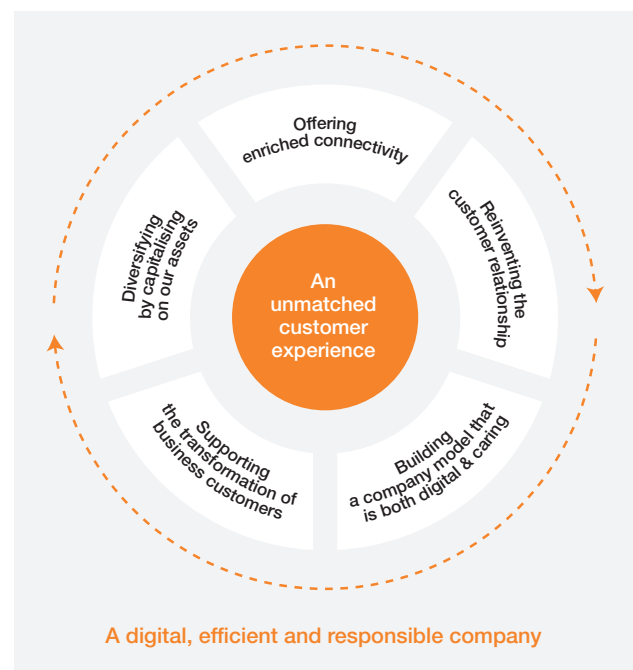 Offering
enriched connectivity
Reinventing the
customer relationship
Building
a company model that
is both digital & caring
Supporting
the transformation of
business customers
Diversifying
by capitalising
on our assets
An
unmatched
customer
experience
A digital, efficient and responsible company